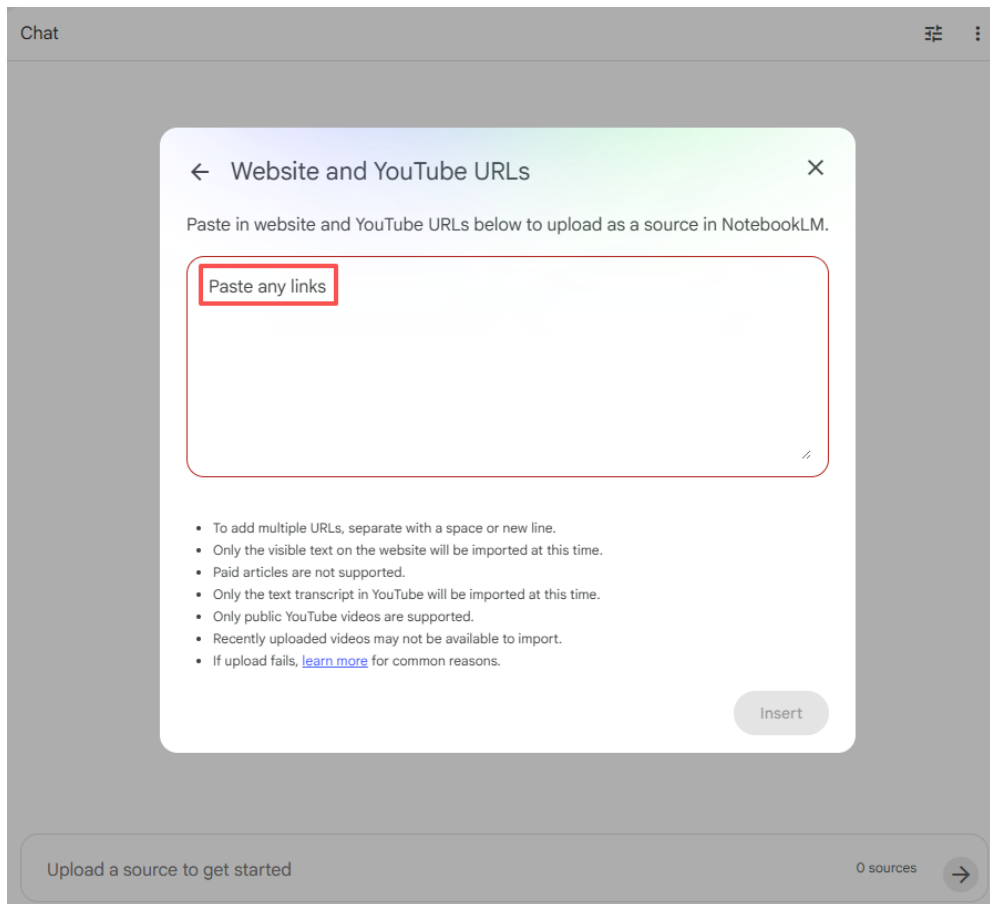 Chat
Website and YouTube URLs
Paste in website and YouTube URLs below to upload as a source in NotebookLM.
Paste any links
To add multiple URLs, separate with a space or new line.
Only the visible text on the website will be imported at this time.
Paid articles are not supported.
Only the text transcript in YouTube will be imported at this time.
Only public YouTube videos are supported.
Recently uploaded videos may not be available to import.
If upload fails, learn more for common reasons.
Insert
Upload a source to get started
0 sources